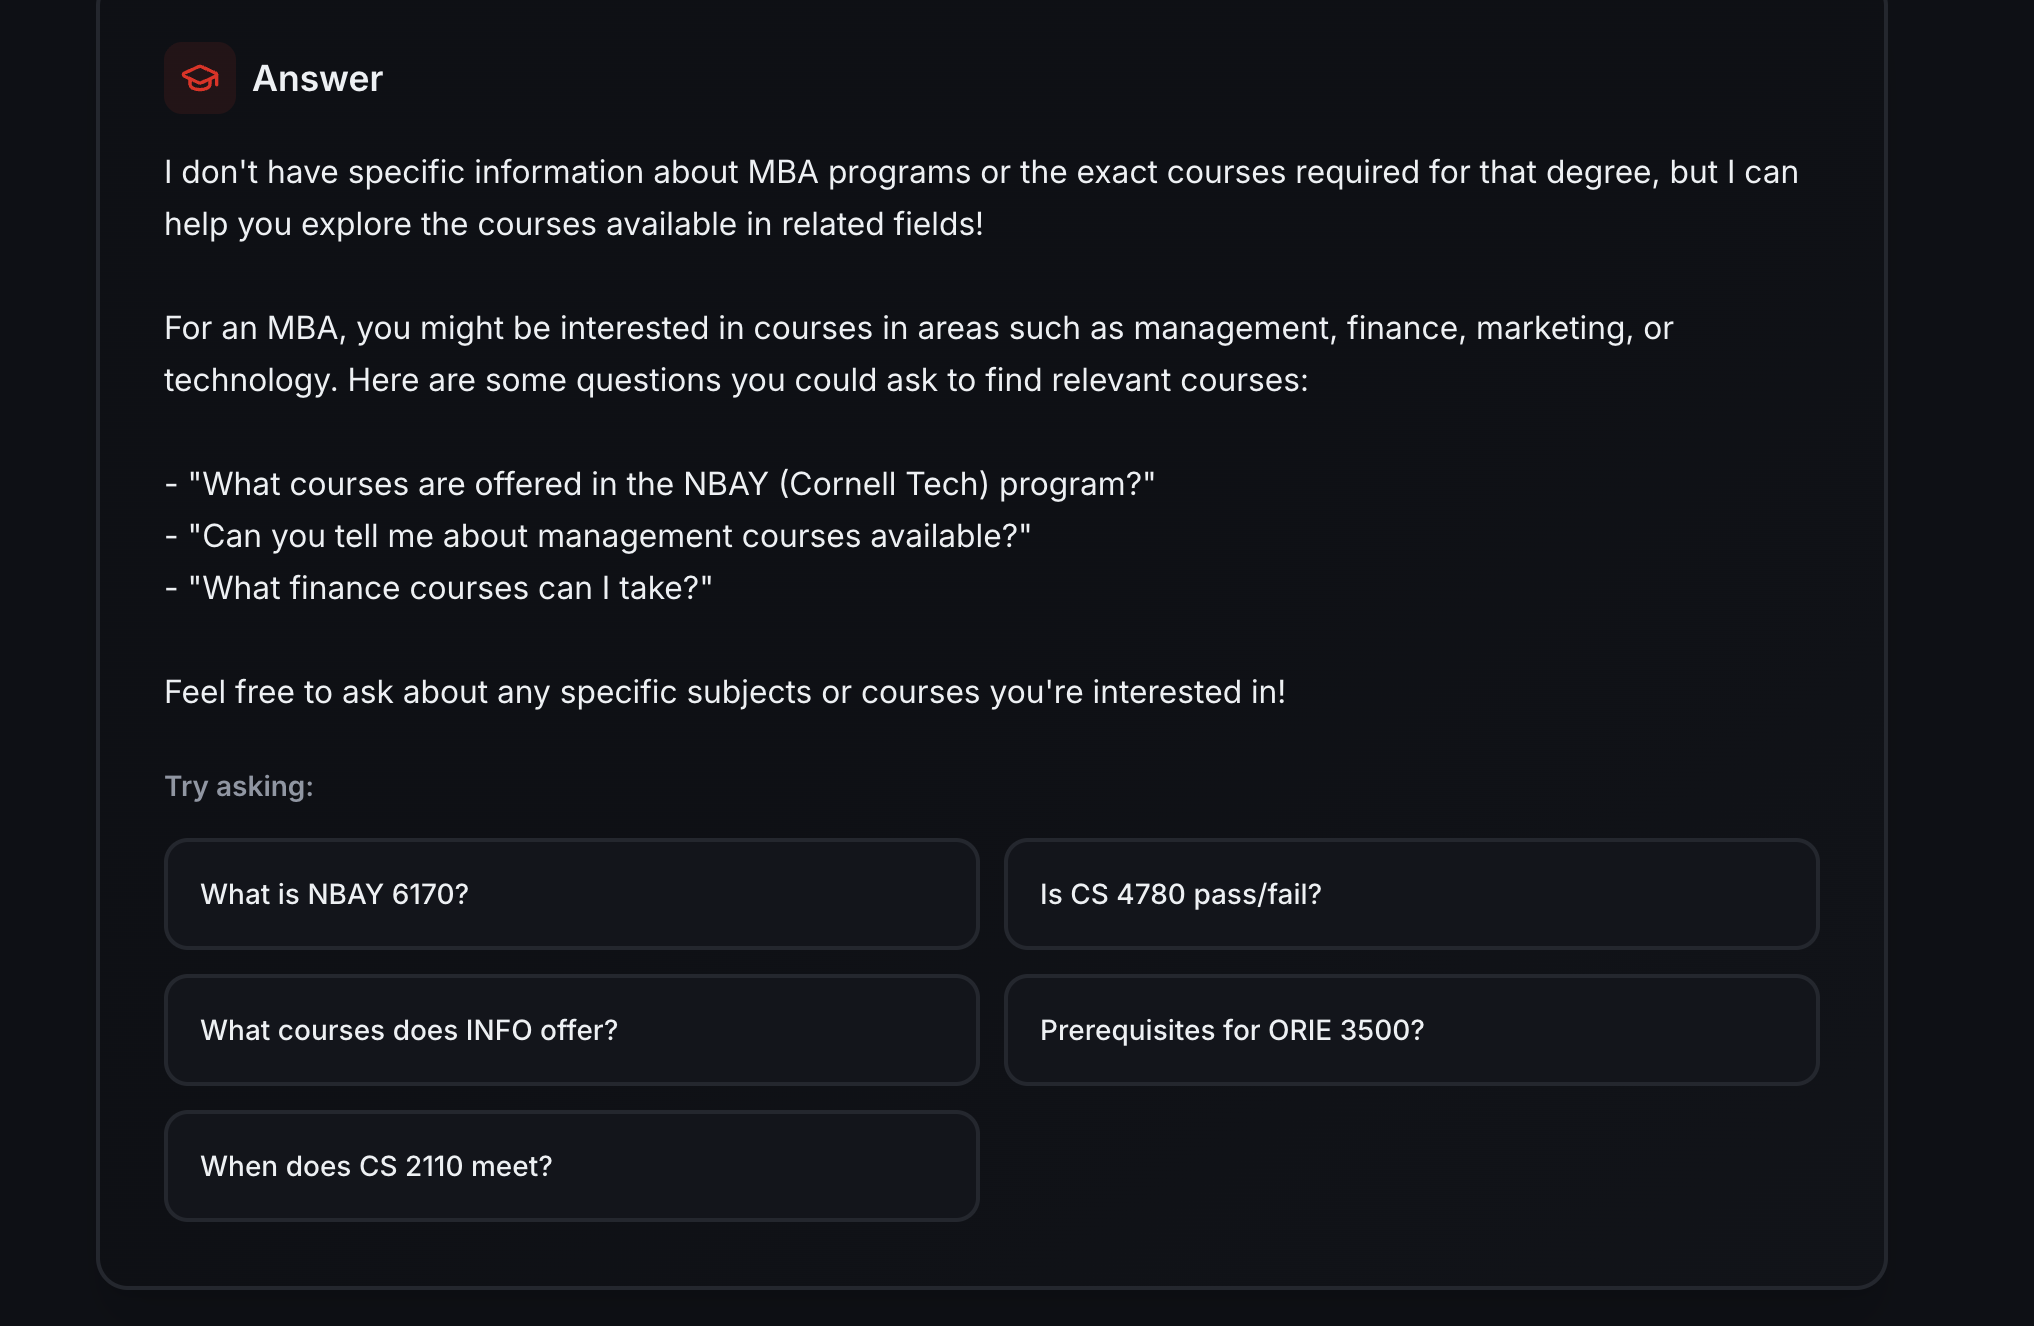 Answer
I don't have specific information about MBA programs or the exact courses required for that degree, but I can
help you explore the courses available in related fields!
For an MBA, you might be interested in courses in areas such as management, finance, marketing, or
technology. Here are some questions you could ask to find relevant courses:
- "What courses are offered in the NBAY (Cornell Tech) program?"
- "Can you tell me about management courses available?"
- "What finance courses can I take?"
Feel free to ask about any specific subjects or courses you're interested in!
Try asking:
What is NBAY 6170?
Is CS 4780 pass/fail?
What courses does INFO offer?
Prerequisites for ORIE 3500?
When does CS 2110 meet?